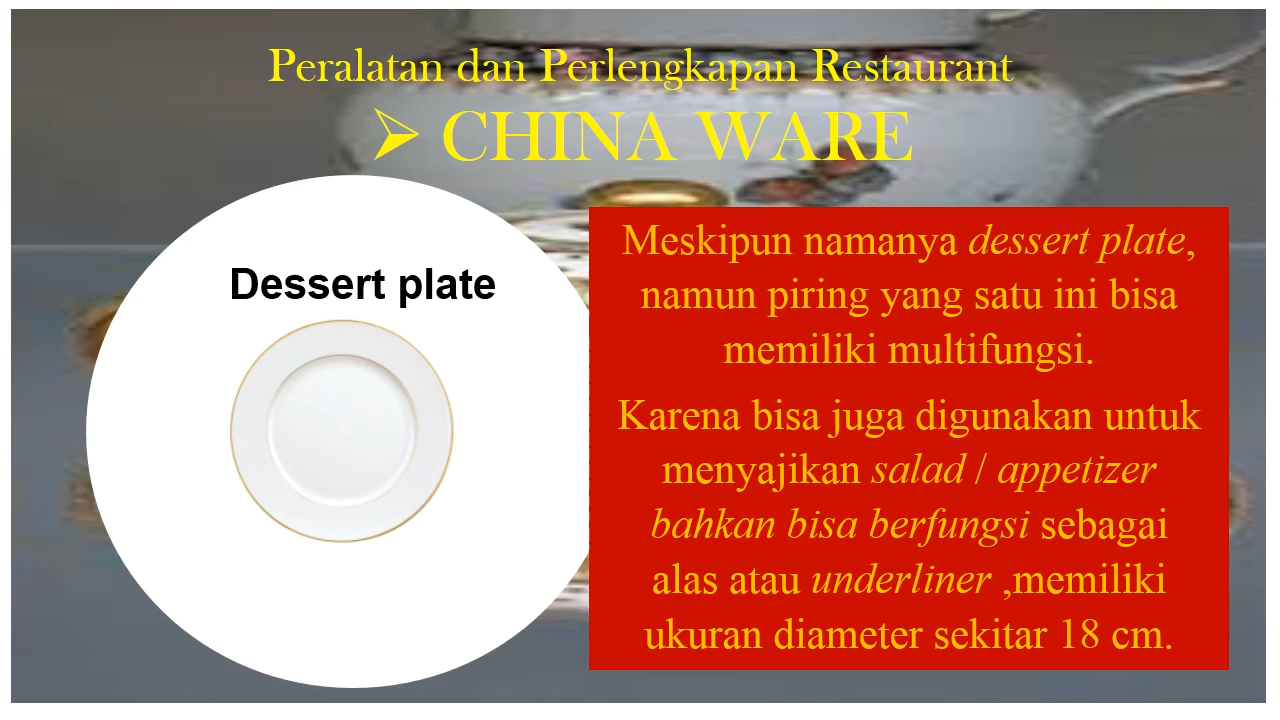 Peralatan dan Perlengkapan Restaurant
➢ CHINA WARE
Dessert plate
Meskipun namanya dessert plate,
namun piring yang satu ini bisa
memiliki multifungsi.
Karena bisa juga digunakan untuk
menyajikan salad / appetizer
bahkan bisa berfungsi sebagai
alas atau underliner ,memiliki
ukuran diameter sekitar 18 cm.